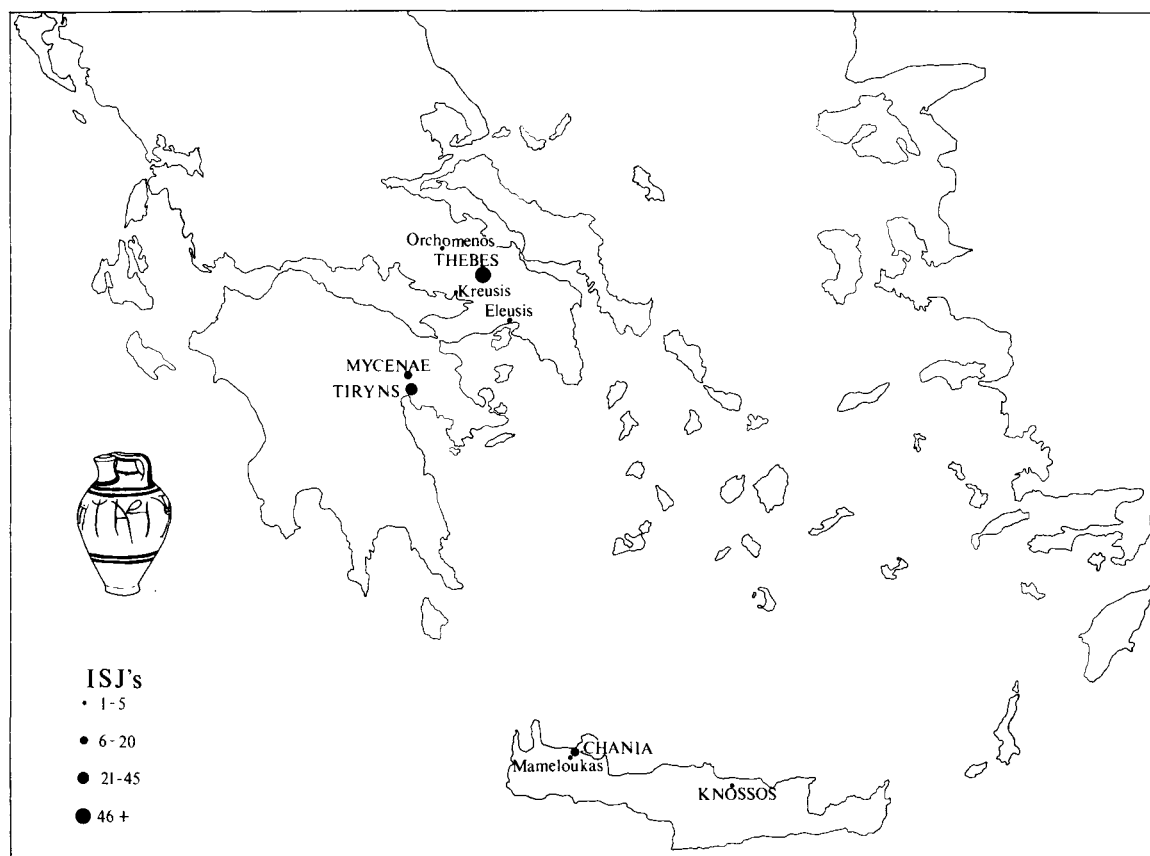 Orchomenos
THEBES
Kreusis
Eleusis
MYCENAE
TIRYNS
ISJ's
1-5
6-20
21-45
46 +
CHANIA
Mameloukas
KNOSSOS